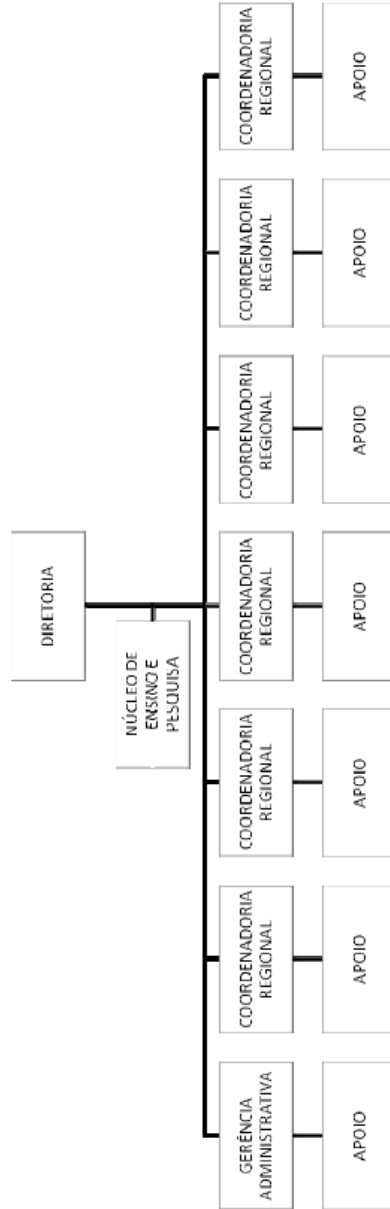 DIRETORIA
NÚCLEO DE
ENSINO E
PESQUISA
GERÊNCIA
ADMINISTRATIVA
COORDENADORIA
REGIONAL
COORDENADORIA
REGIONAL
COORDENADORIA
REGIONAL
COORDENADORIA
REGIONAL
COORDENADORIA
REGIONAL
COORDENADORIA
REGIONAL
APOIO
APOIO
APOIO
APOIO
APOIO
APOIO
APOIO